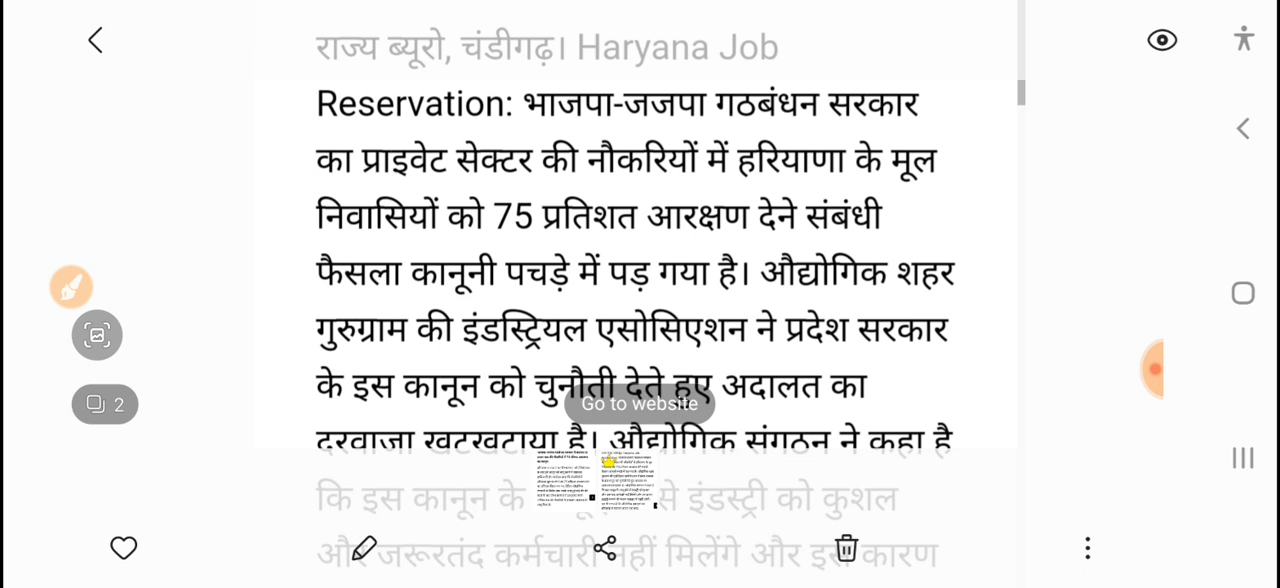 राज्य ब्यूरो, चंडीगढ़। Haryana Job
Reservation: भाजपा-जजपा गठबंधन सरकार
का प्राइवेट सेक्टर की नौकरियों में हरियाणा के मूल
निवासियों को 75 प्रतिशत आरक्षण देने संबंधी
फैसला कानूनी पचड़े में पड़ गया है। औद्योगिक शहर
गुरुग्राम की इंडस्ट्रियल एसोसिएशन ने प्रदेश सरकार
के इस कानून को चुनौती देते हुए अदालत का
2
Go to website
दरवाजा खटखटाया है। औद्योगिक संगठन ने कहा है
कि इस कानून के से इंडस्ट्री को कुशल
और जरूरतंद कर्मचारी नहीं मिलेंगे और इस कारण